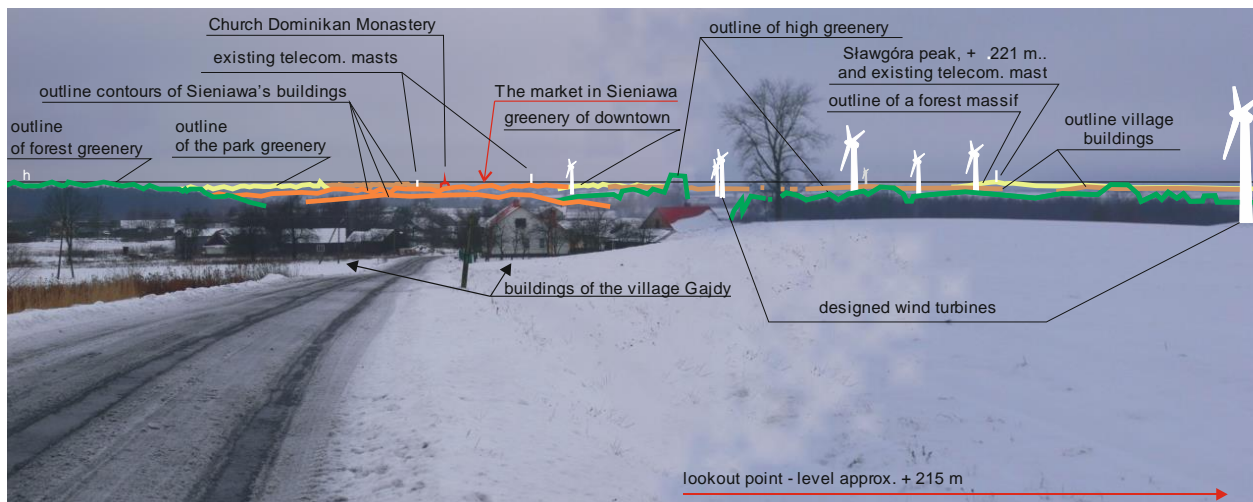 Church Dominikan Monastery
existing telecom. masts
outline contours of Sieniawa's buildings
outline
of forest greenery
outline
of the park greenery
The market in Sieniawa
greenery of downtown
outline of high greenery
Sławgóra peak, + .221 m..
and existing telecom. mast
outline of a forest massif
outline village
buildings
h
buildings of the village Gajdy
designed wind turbines
lookout point - level approx. + 215 m